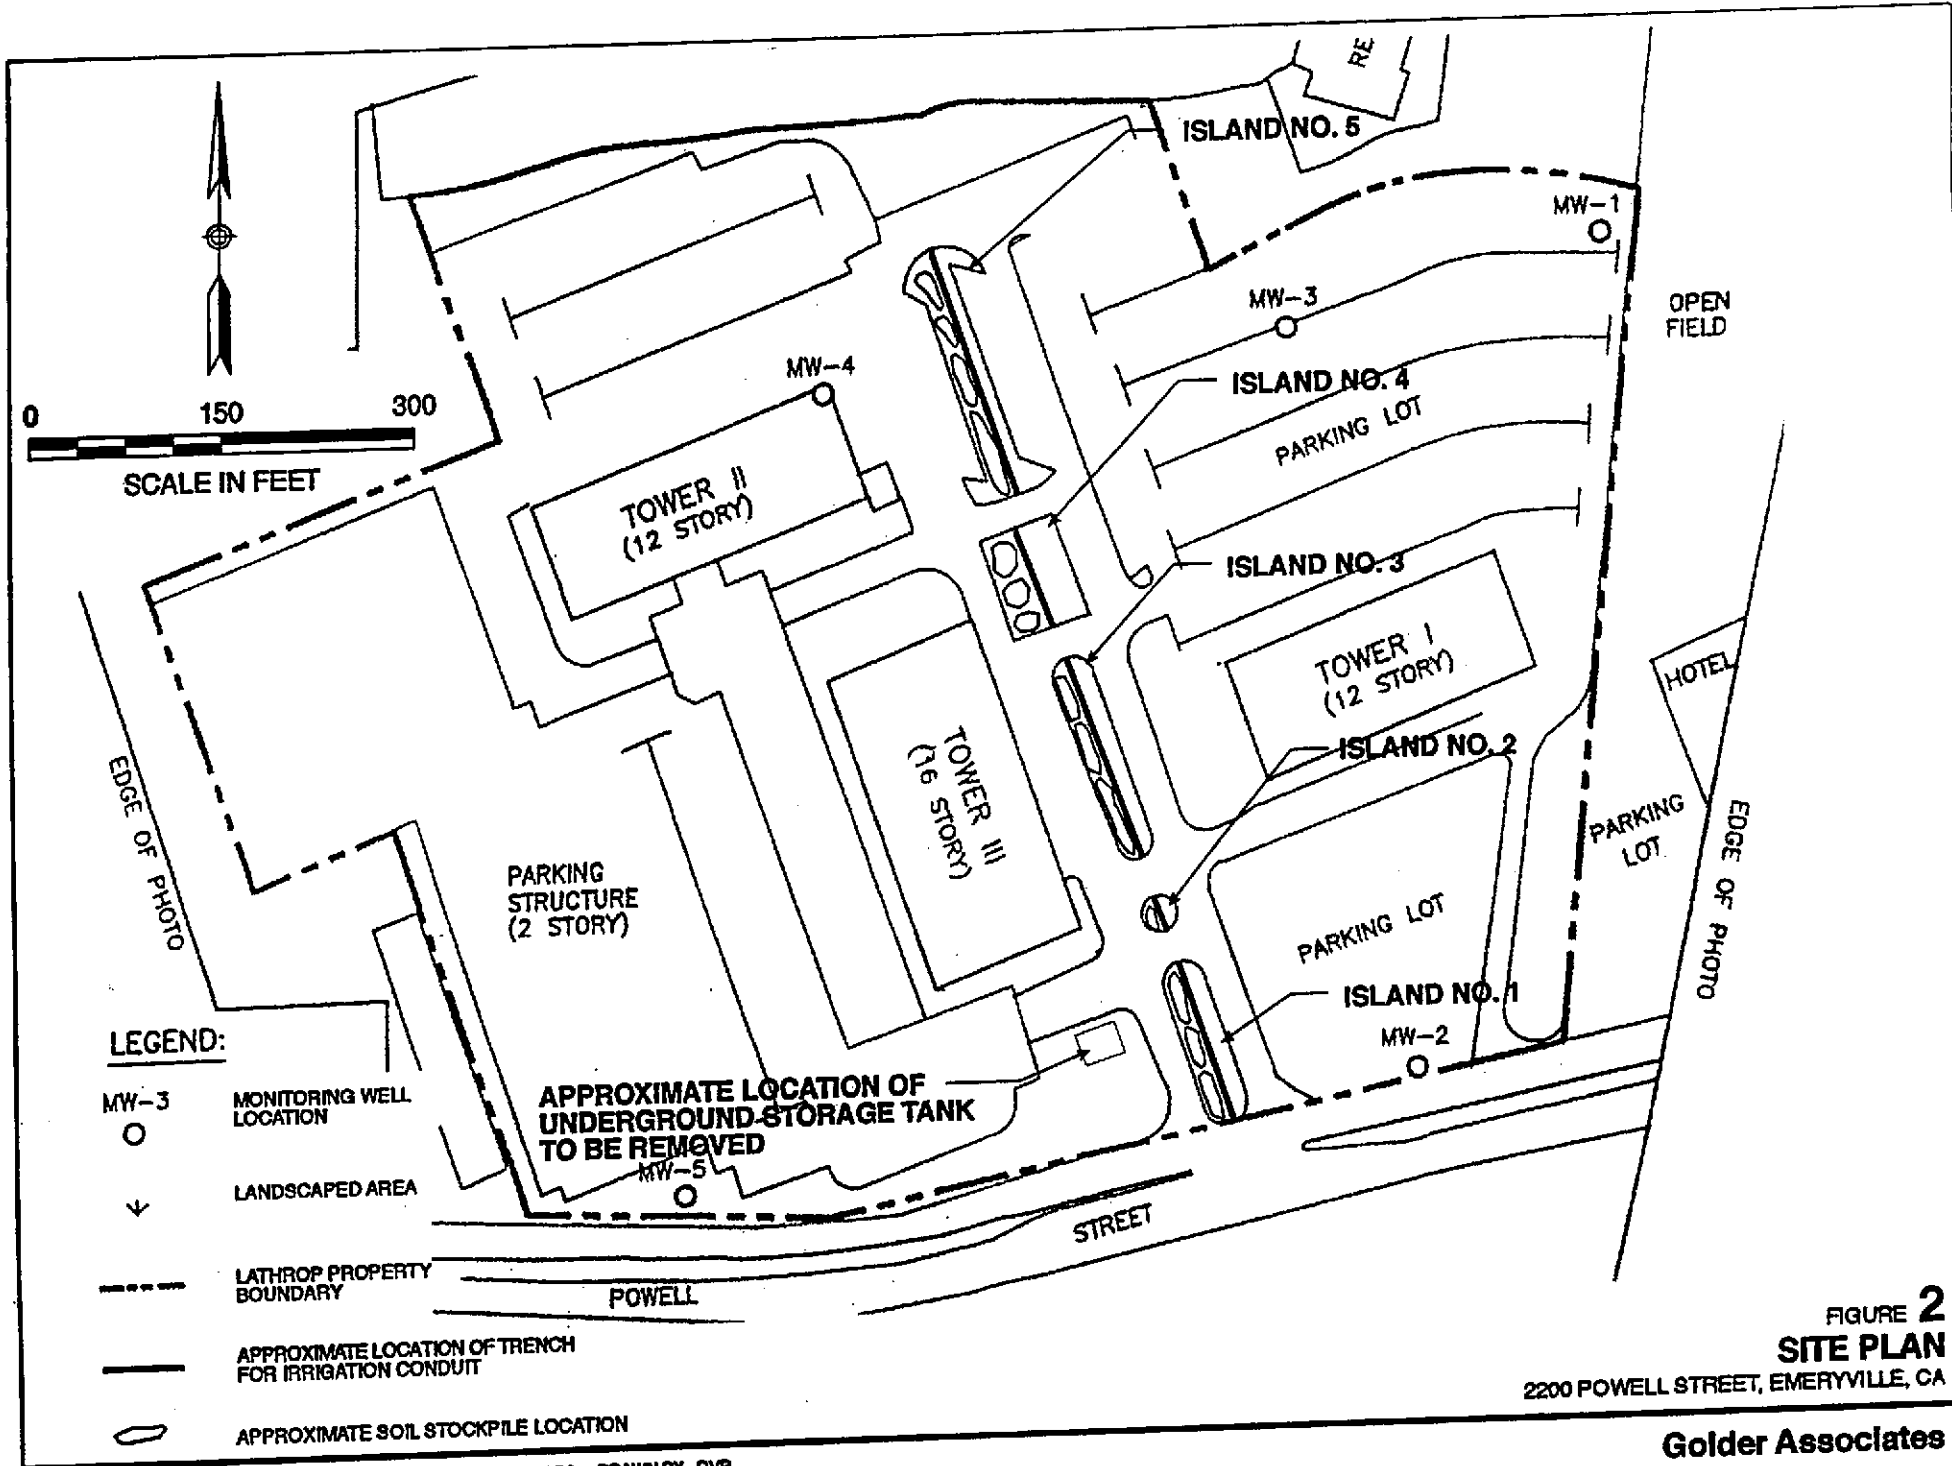 RE
ISLAND NO. 5
MW-1
MW-3
OPEN
FIELD
MW-4
ISLAND NO. 4
PARKING LOT
0 150 300
SCALE IN FEET
TOWER II
(12 STORY)
ISLAND NO. 3
TOWER I
(12 STORY)
HOTEL
ISLAND NO. 2
TOWER III
(16 STORY)
EDGE OF PHOTO
PARKING
LOT
EDGE OF PHOTO
PARKING
STRUCTURE
(2 STORY)
PARKING LOT
ISLAND NO. 1
MW-2
LEGEND:
MW-3
MONITORING WELL
LOCATION
APPROXIMATE LOCATION OF
UNDERGROUND STORAGE TANK
TO BE REMOVED
MW-5
LANDSCAPED AREA
STREET
LATHROP PROPERTY
BOUNDARY
POWELL
APPROXIMATE LOCATION OF TRENCH
FOR IRRIGATION CONDUIT
APPROXIMATE SOIL STOCKPILE LOCATION
FIGURE 2
SITE PLAN
2200 POWELL STREET, EMERYVILLE, CA
Golder Associates